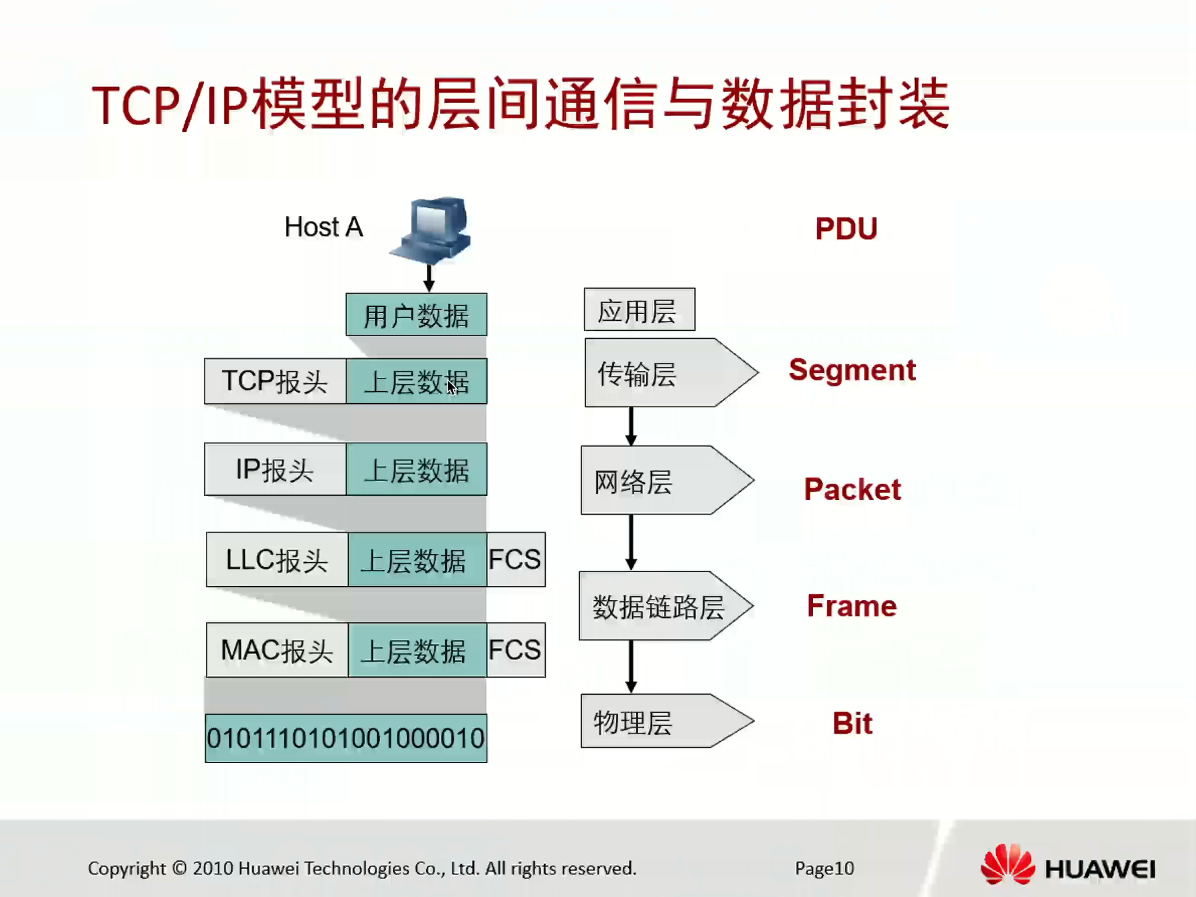 TCP/IP模型的层间通信与数据封装
Host A
PDU
用户数据
应用层
TCP报头 上层数据
传输层
Segment
IP报头 上层数据
网络层
Packet
LLC报头 上层数据 FCS
数据链路层
Frame
MAC报头 上层数据 FCS
0101110101001000010
物理层
Bit
Copyright © 2010 Huawei Technologies Co., Ltd. All rights reserved.
Page10
HUAWEI